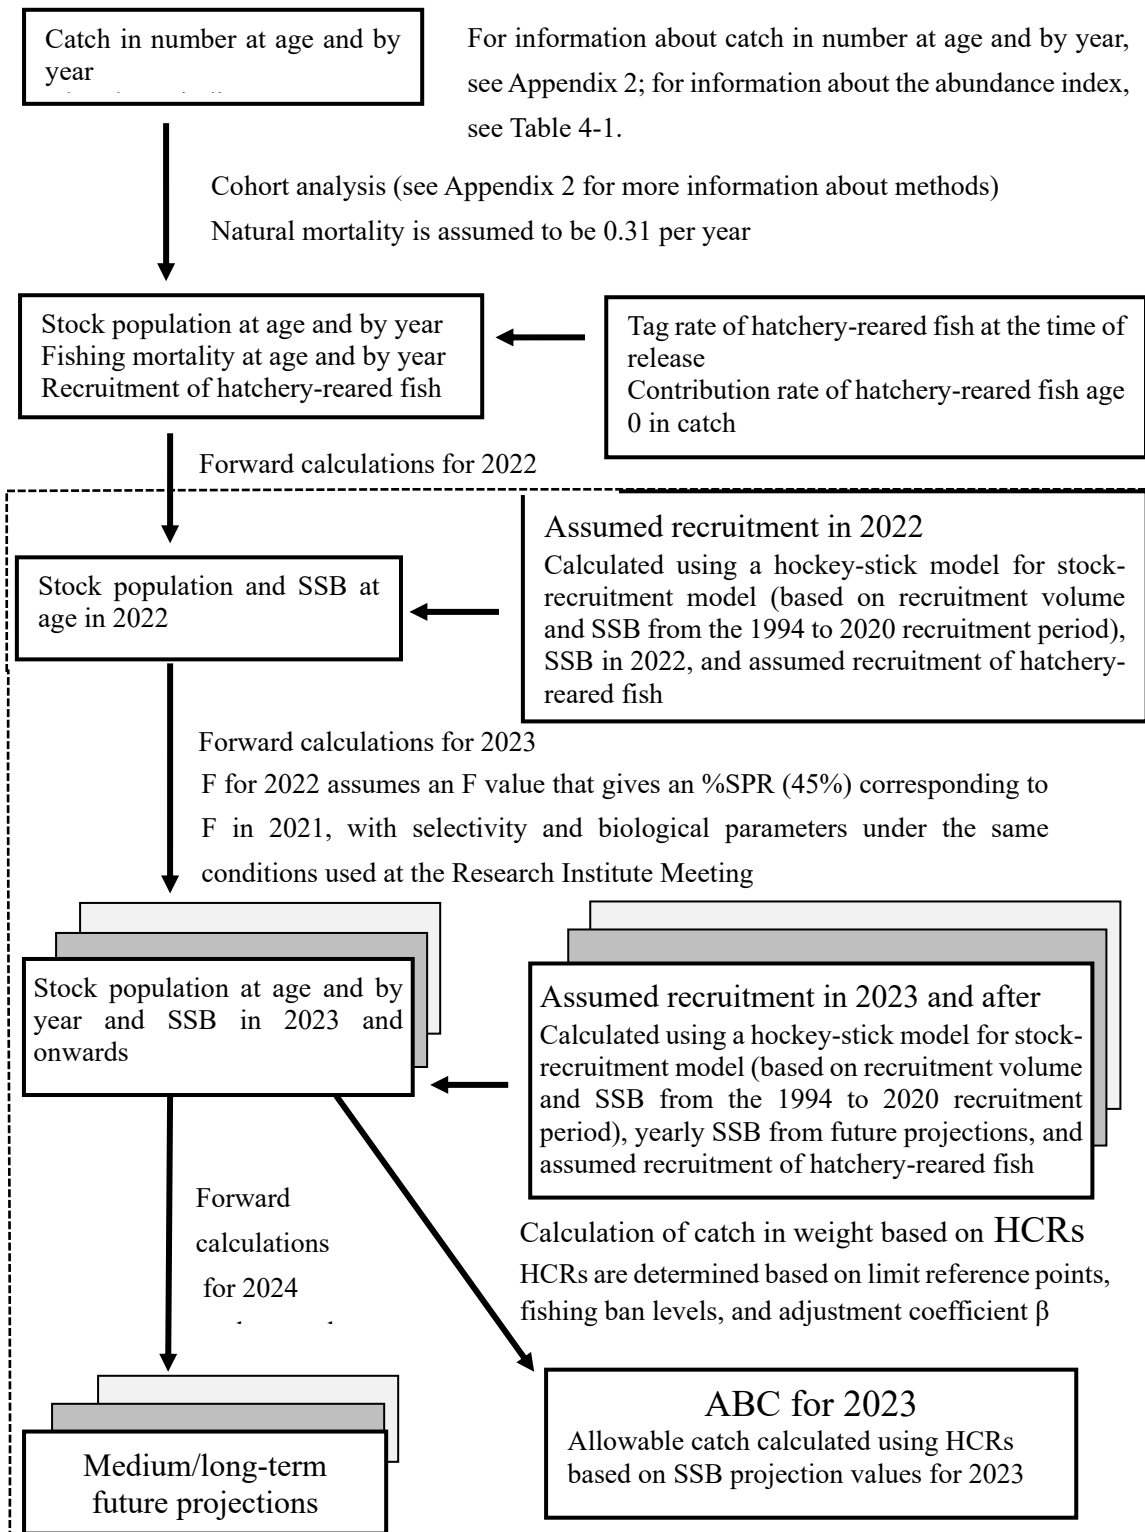 Catch in number at age and by
year
For information about catch in number at age and by year,
see Appendix 2; for information about the abundance index,
see Table 4-1.
Cohort analysis (see Appendix 2 for more information about methods)
Natural mortality is assumed to be 0.31 per year
Stock population at age and by year
Fishing mortality at age and by year
Recruitment of hatchery-reared fish
Tag rate of hatchery-reared fish at the time of
release
Contribution rate of hatchery-reared fish age
0 in catch
Forward calculations for 2022
Assumed recruitment in 2022
Calculated using a hockey-stick model for stock-
recruitment model (based on recruitment volume
and SSB from the 1994 to 2020 recruitment period),
SSB in 2022, and assumed recruitment of hatchery-
reared fish
Stock population and SSB at
age in 2022
Forward calculations for 2023
F for 2022 assumes an F value that gives an %SPR (45%) corresponding to
F in 2021, with selectivity and biological parameters under the same
conditions used at the Research Institute Meeting
Stock population at age and by
year and SSB in 2023 and
onwards
Assumed recruitment in 2023 and after
Calculated using a hockey-stick model for stock-
recruitment model (based on recruitment volume
and SSB from the 1994 to 2020 recruitment
period), yearly SSB from future projections, and
assumed recruitment of hatchery-reared fish
Forward
calculations
for 2024
Calculation of catch in weight based on HCRs
HCRs are determined based on limit reference points,
fishing ban levels, and adjustment coefficient β
Medium/long-term
future projections
ABC for 2023
Allowable catch calculated using HCRs
based on SSB projection values for 2023